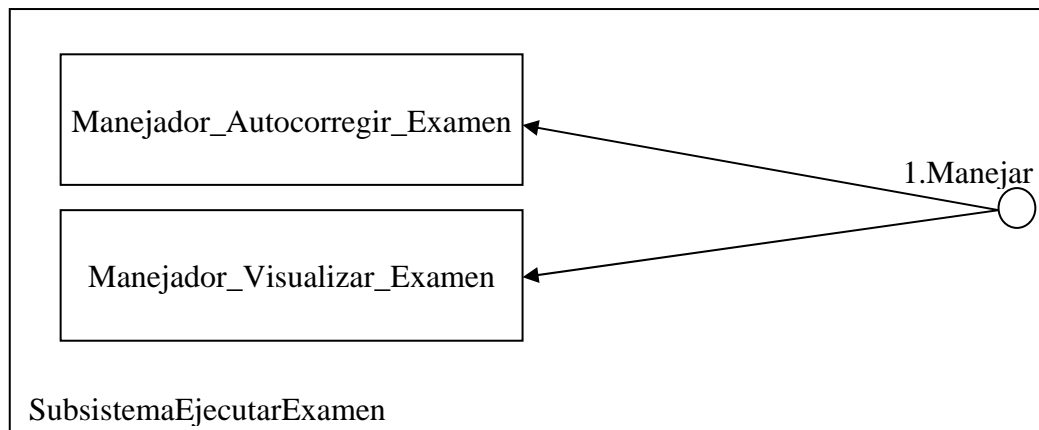 Manejador_Autocorregir_Examen
1.Manejar
Manejador_Visualizar_Examen
SubsistemaEjecutarExamen